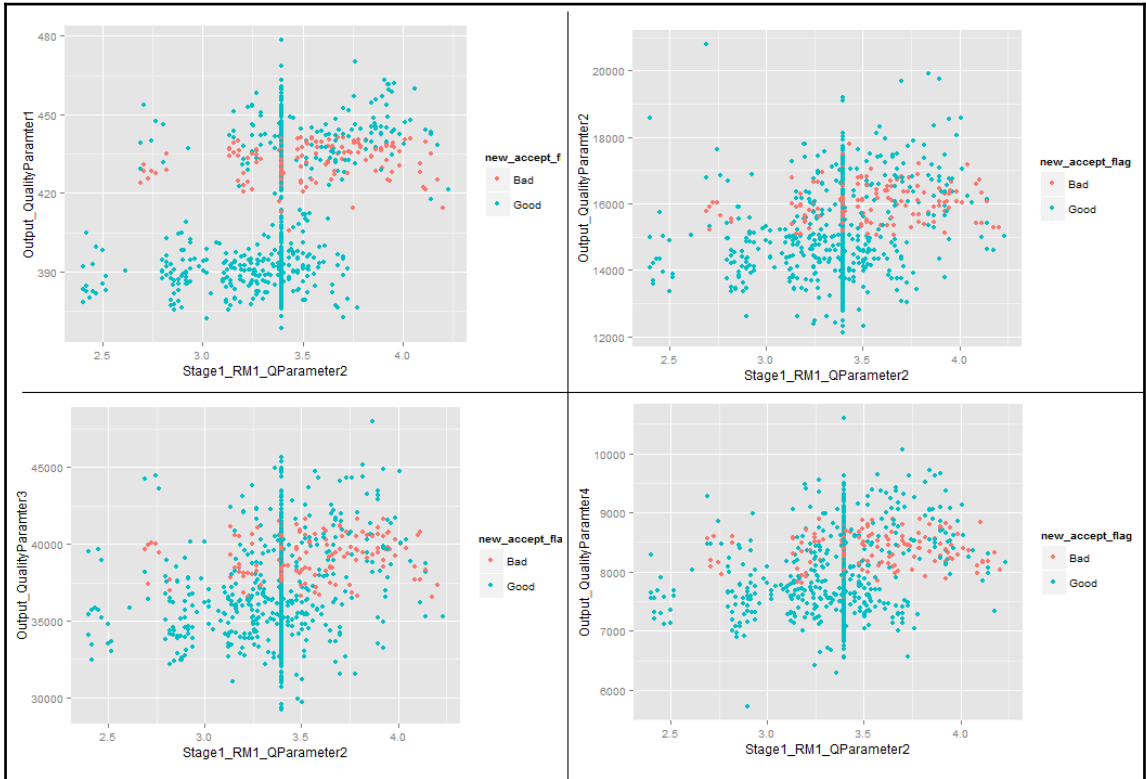 480
450
420
390
Output_QualityParamter1
2.5 3.0 3.5 4.0
Stage1_RM1_QParameter2
new_accept_f
Bad
Good
20000
18000
16000
14000
12000
Output_QualityParamter2
2.5 3.0 3.5 4.0
Stage1_RM1_QParameter2
new_accept_flag
Bad
Good
45000
40000
35000
30000
Output_QualityParamter3
2.5 3.0 3.5 4.0
Stage1_RM1_QParameter2
new_accept_fla
Bad
Good
10000
9000
8000
7000
6000
Output_QualityParamter4
2.5 3.0 3.5 4.0
Stage1_RM1_QParameter2
new_accept_flag
Bad
Good